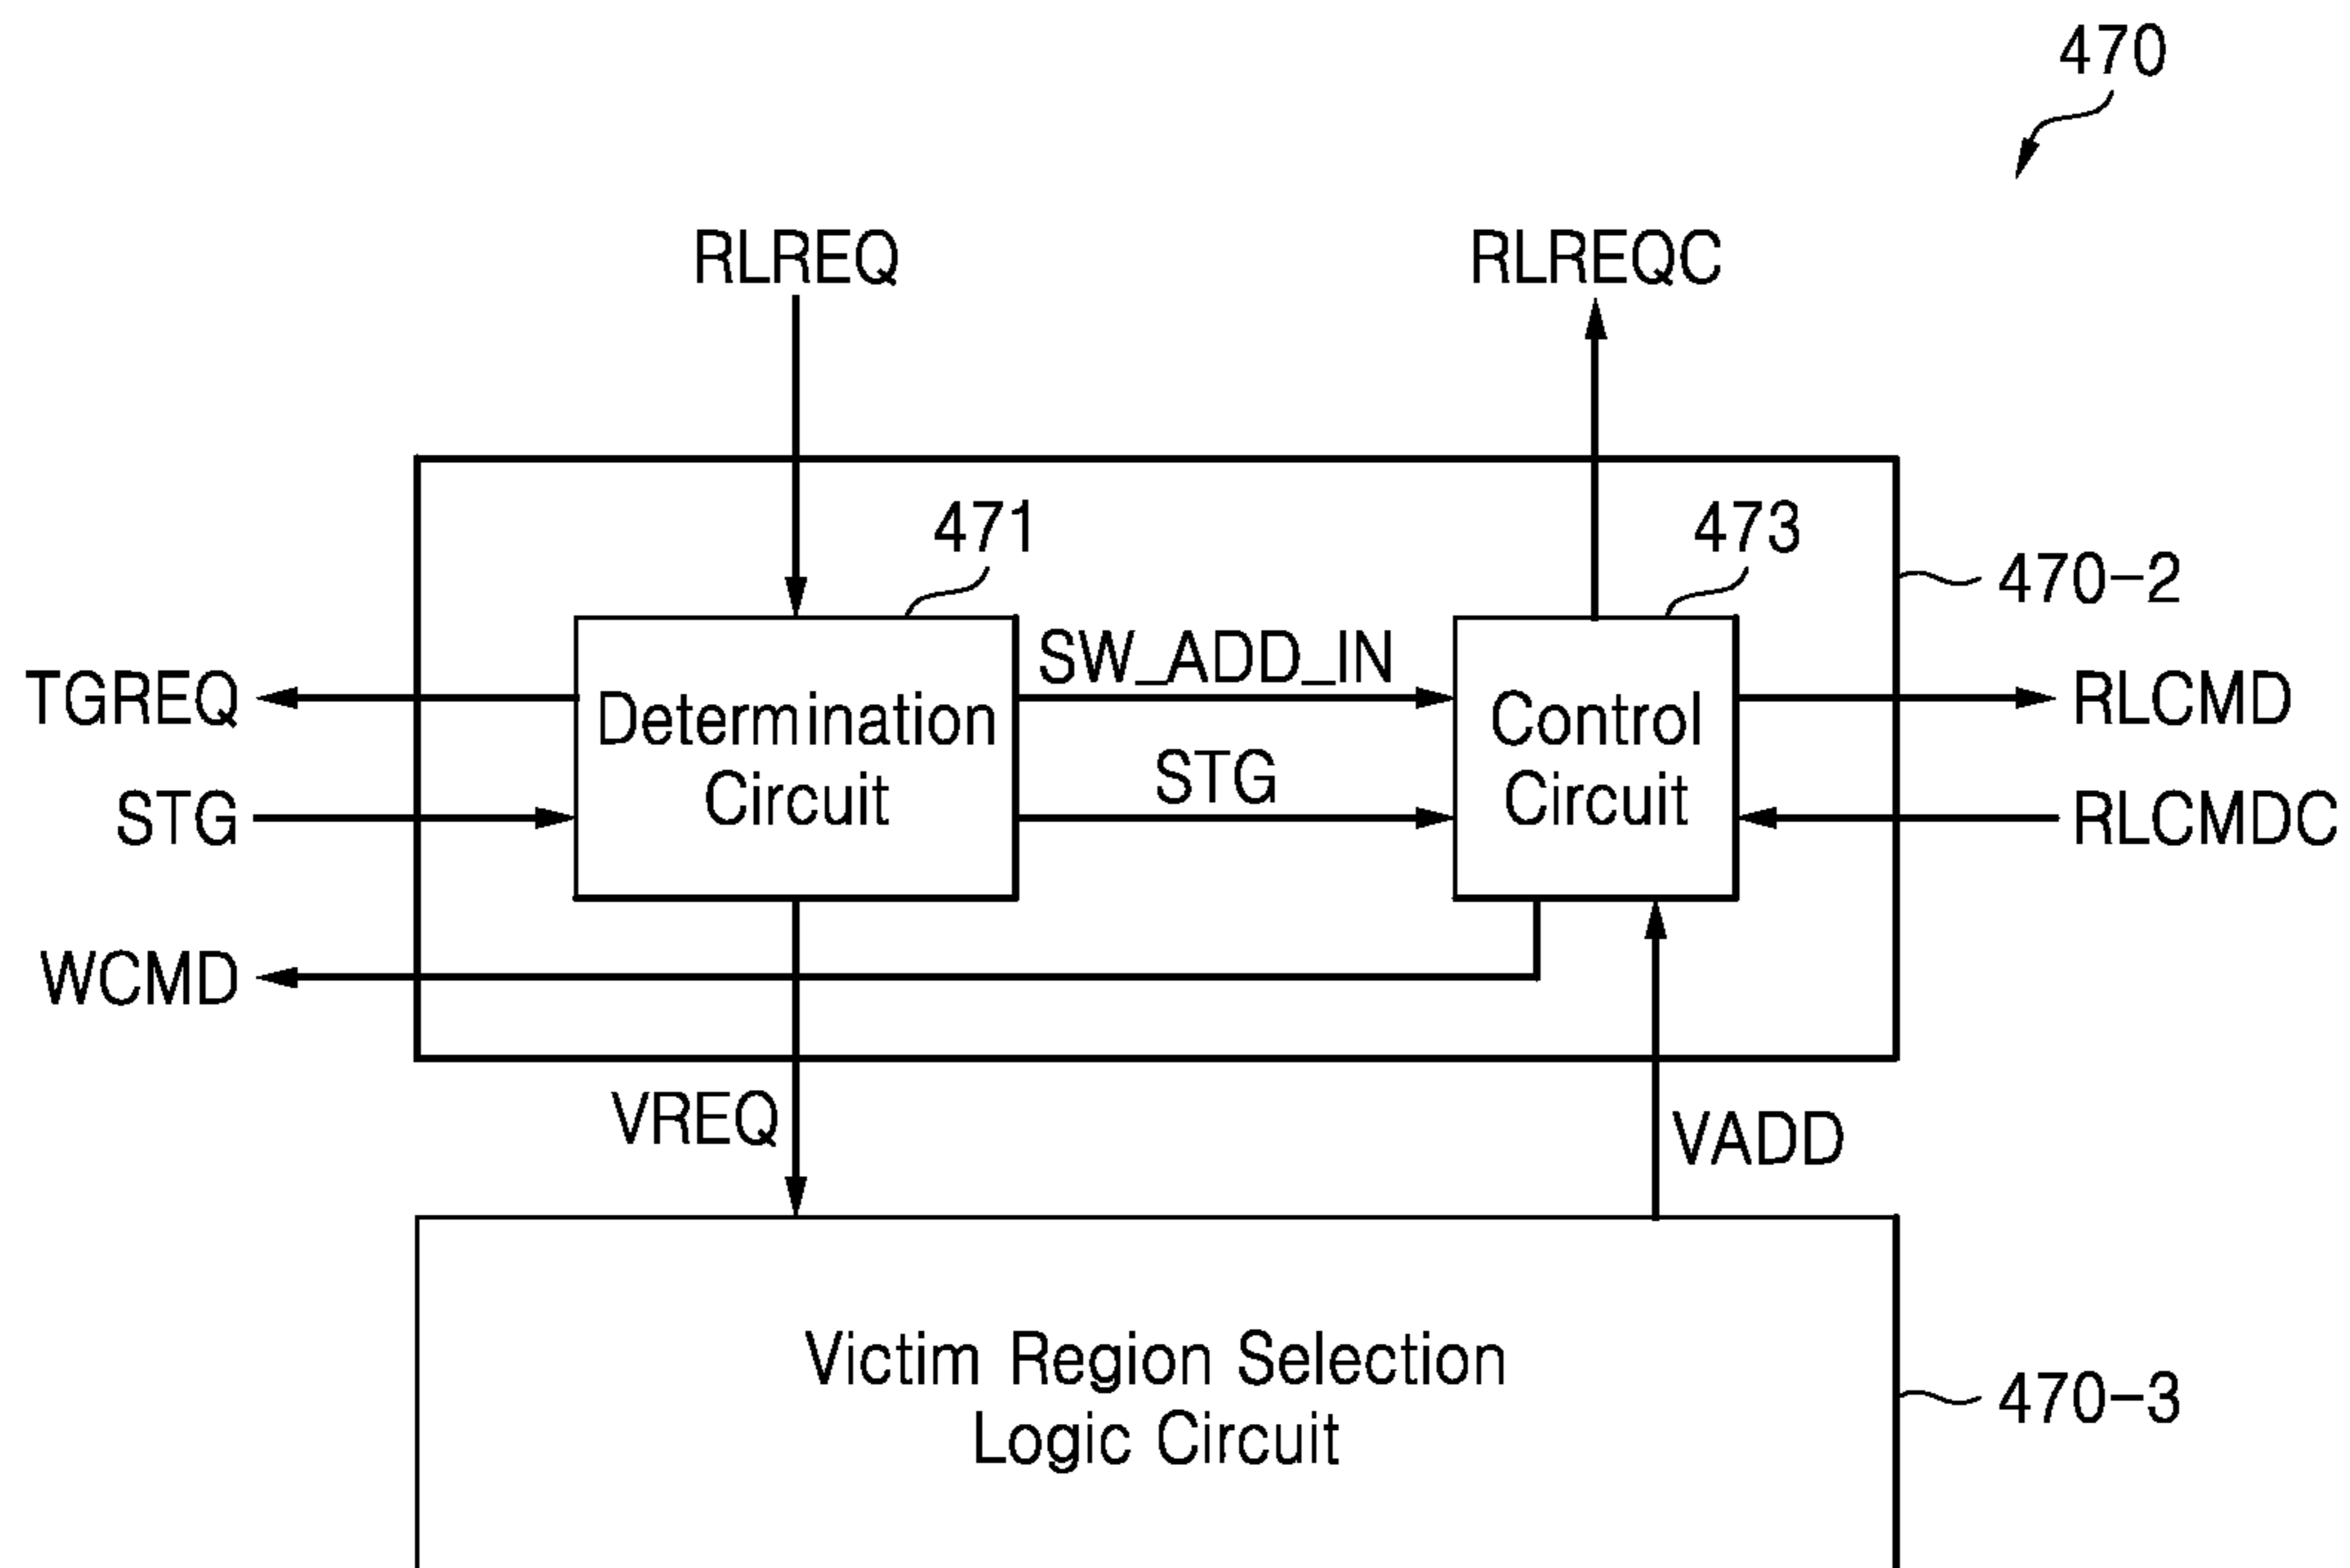 470
RLREQ
RLREQC
471
473
470-2
SW_ADD_IN
TGREQ
Determination
Circuit
Control
Circuit
RLCMD
STG
STG
RLCMDC
WCMD
VREQ
VADD
Victim Region Selection
Logic Circuit
470-3